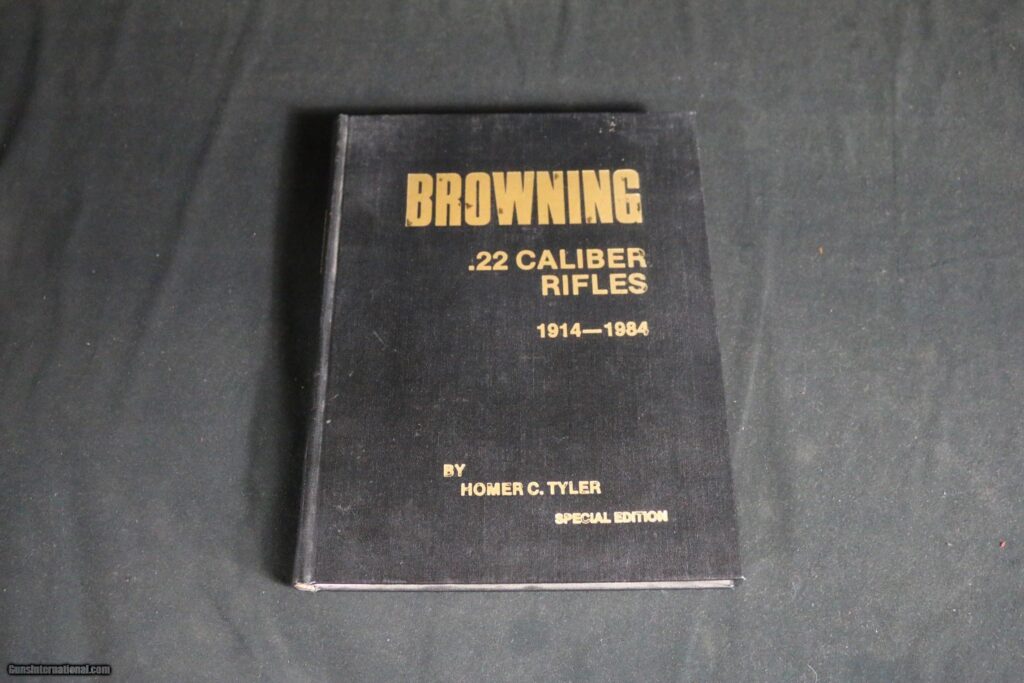 BROWNING
.22 CALIBER
RIFLES
1914—1984
BY
HOMER C. TYLER
SPECIAL EDITION
GunsInternational.com